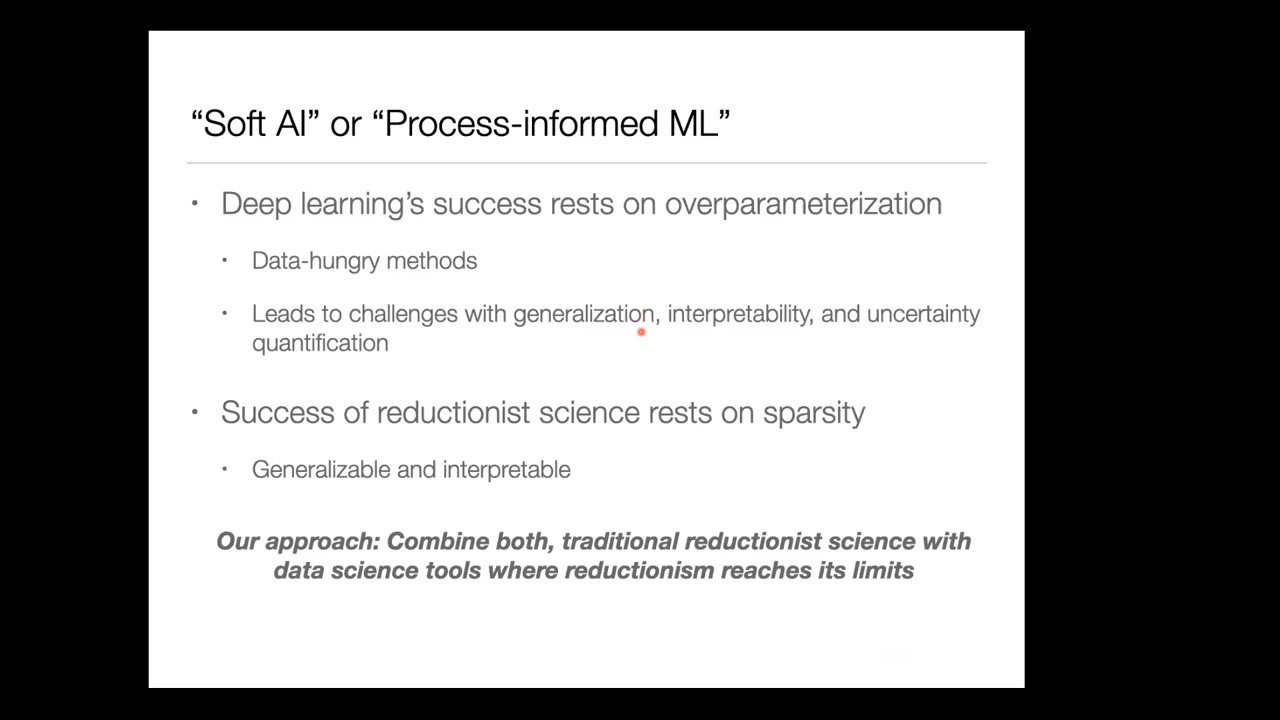 “Soft AI” or “Process-informed ML”
• Deep learning’s success rests on overparameterization
• Data-hungry methods
• Leads to challenges with generalization, interpretability, and uncertainty
quantification
• Success of reductionist science rests on sparsity
• Generalizable and interpretable
Our approach: Combine both, traditional reductionist science with
data science tools where reductionism reaches its limits